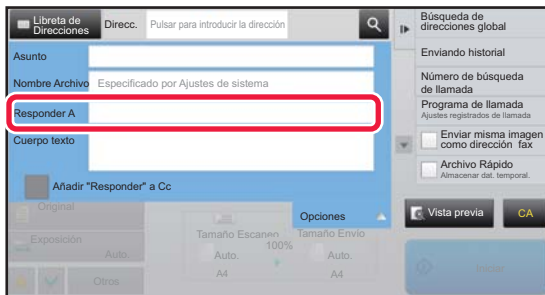 Libreta de
Direcciones
Direcc.
Pulsar para introducir la dirección
Asunto
Nombre Archivo
Especificado por Ajustes de sistema
Responder A
Cuerpo texto
Añadir "Responder" a Cc
Opciones
Original
Exposición
Auto.
Otros
Tamaño Escaneo
Auto.
A4
100%
Tamaño Envío
Auto.
A4
Búsqueda de
direcciones global
Enviando historial
Número de búsqueda
de llamada
Programa de llamada
Ajustes registrados de llamada
Enviar misma imagen
como dirección fax
Archivo Rápido
Almacenar dat. temporal.
Vista previa
CA
Iniciar